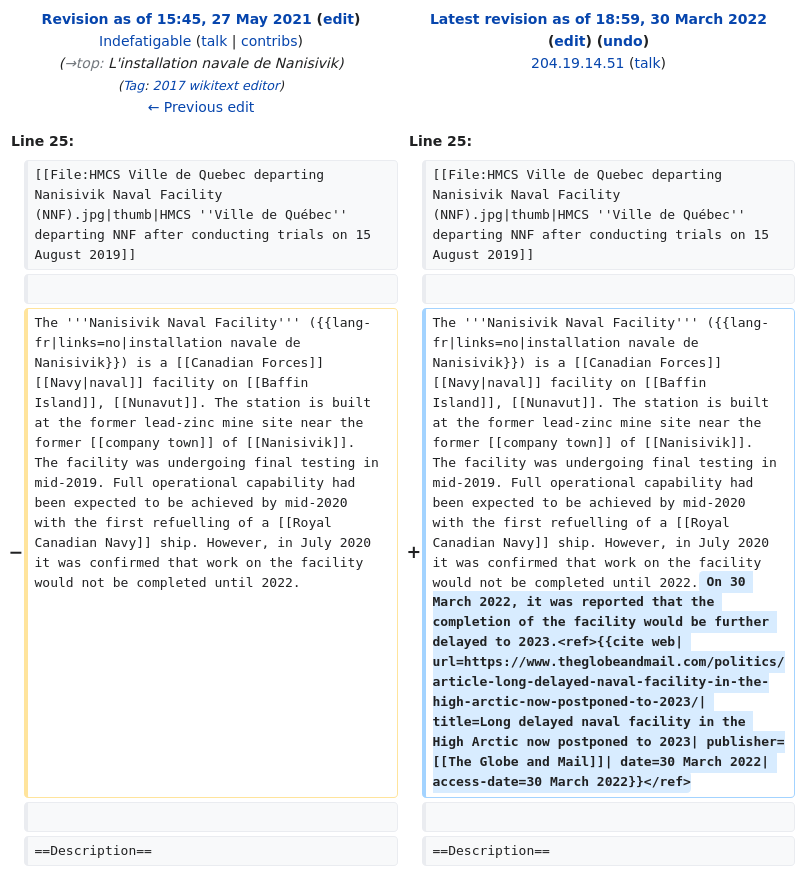 Revision as of 15:45, 27 May 2021 (edit)
Indefatigable (talk | contribs)
(→top: L'installation navale de Nanisivik)
(Tag: 2017 wikitext editor)
← Previous edit
Latest revision as of 18:59, 30 March 2022
(edit) (undo)
204.19.14.51 (talk)
Line 25:
[[File:HMCS Ville de Quebec departing
Nanisivik Naval Facility
(NNF).jpg|thumb|HMCS ''Ville de Québec''
departing NNF after conducting trials on 15
August 2019]]
Line 25:
[[File:HMCS Ville de Quebec departing
Nanisivik Naval Facility
(NNF).jpg|thumb|HMCS ''Ville de Québec''
departing NNF after conducting trials on 15
August 2019]]
−
The '''Nanisivik Naval Facility''' ({{lang-
fr|links=no|installation navale de
Nanisivik}}) is a [[Canadian Forces]]
[[Navy|naval]] facility on [[Baffin
Island]], [[Nunavut]]. The station is built
at the former lead-zinc mine site near the
former [[company town]] of [[Nanisivik]].
The facility was undergoing final testing in
mid-2019. Full operational capability had
been expected to be achieved by mid-2020
with the first refuelling of a [[Royal
Canadian Navy]] ship. However, in July 2020
it was confirmed that work on the facility
would not be completed until 2022.
+
The '''Nanisivik Naval Facility''' ({{lang-
fr|links=no|installation navale de
Nanisivik}}) is a [[Canadian Forces]]
[[Navy|naval]] facility on [[Baffin
Island]], [[Nunavut]]. The station is built
at the former lead-zinc mine site near the
former [[company town]] of [[Nanisivik]].
The facility was undergoing final testing in
mid-2019. Full operational capability had
been expected to be achieved by mid-2020
with the first refuelling of a [[Royal
Canadian Navy]] ship. However, in July 2020
it was confirmed that work on the facility
would not be completed until 2022. On 30
March 2022, it was reported that the
completion of the facility would be further
delayed to 2023.<ref>{{cite web|
url=https://www.theglobeandmail.com/politics/
article-long-delayed-naval-facility-in-the-
high-arctic-now-postponed-to-2023/|
title=Long delayed naval facility in the
High Arctic now postponed to 2023| publisher=
[[The Globe and Mail]]| date=30 March 2022|
access-date=30 March 2022}}</ref>
==Description==
==Description==